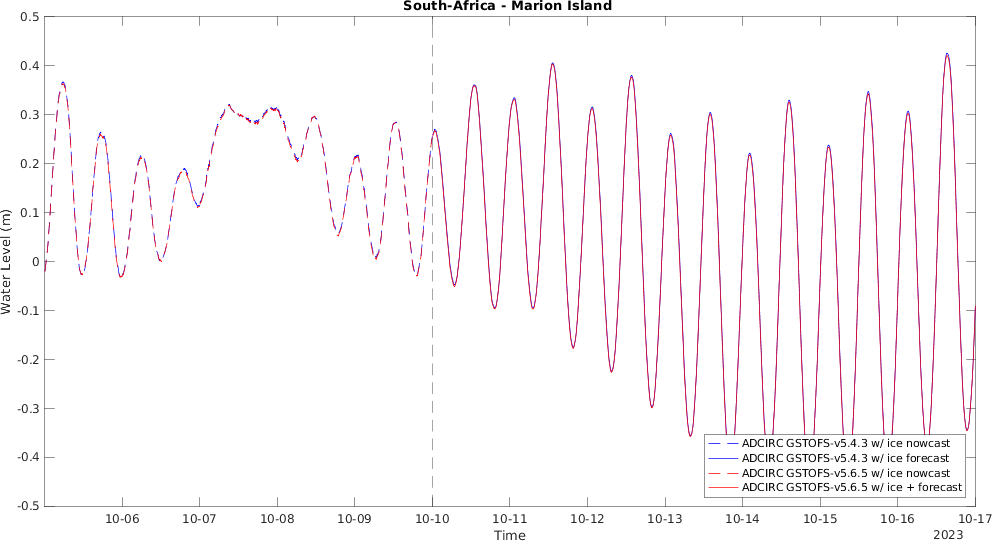 South-Africa - Marion Island
0.5
0.4
0.3
0.2
0.1
0
-0.1
-0.2
-0.3
-0.4
-0.5
Water Level (m)
ADCIRC GSTOFS-v5.4.3 w/ ice nowcast
ADCIRC GSTOFS-v5.4.3 w/ ice forecast
ADCIRC GSTOFS-v5.6.5 w/ ice nowcast
ADCIRC GSTOFS-v5.6.5 w/ ice + forecast
10-06 10-07 10-08 10-09 10-10 10-11 10-12 10-13 10-14 10-15 10-16 10-17
Time
2023